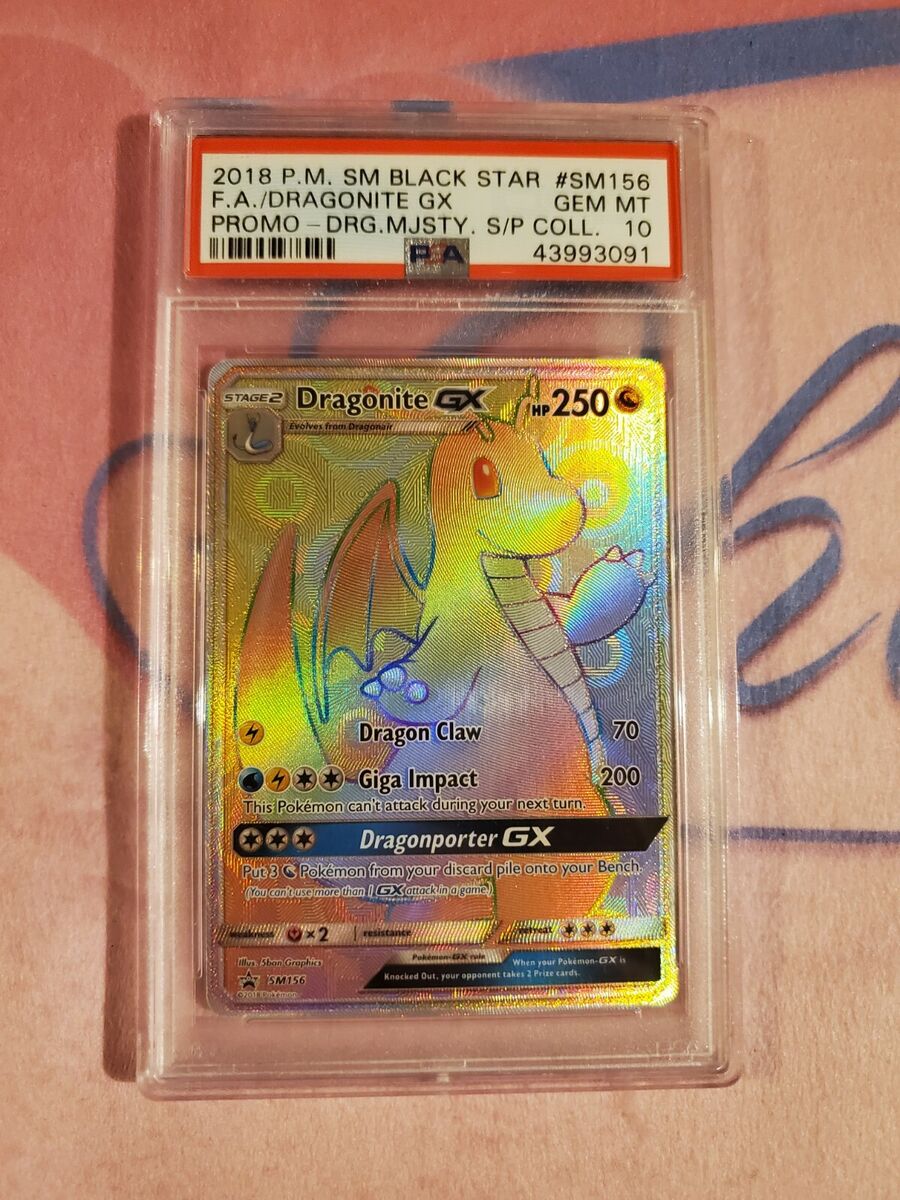 2018 P.M. SM BLACK STAR #SM156
F.A./DRAGONITE GX GEM MT
PROMO - DRG.MJSTY. S/P COLL. 10
PSA 43993091
STAGE 2 Dragonite GX HP 250
Evolves from Dragonair
Dragon Claw 70
Giga Impact 200
This Pokémon can't attack during your next turn.
Dragonporter GX
Put 3 Pokémon from your discard pile onto your Bench.
(You can't use more than 1 GX attack in a game.)
weakness ×2 resistance retreat
Illus. 5ban Graphics Pokémon-GX rule When your Pokémon-GX is
SM156 Knocked Out, your opponent takes 2 Prize cards.
©2018 Pokémon